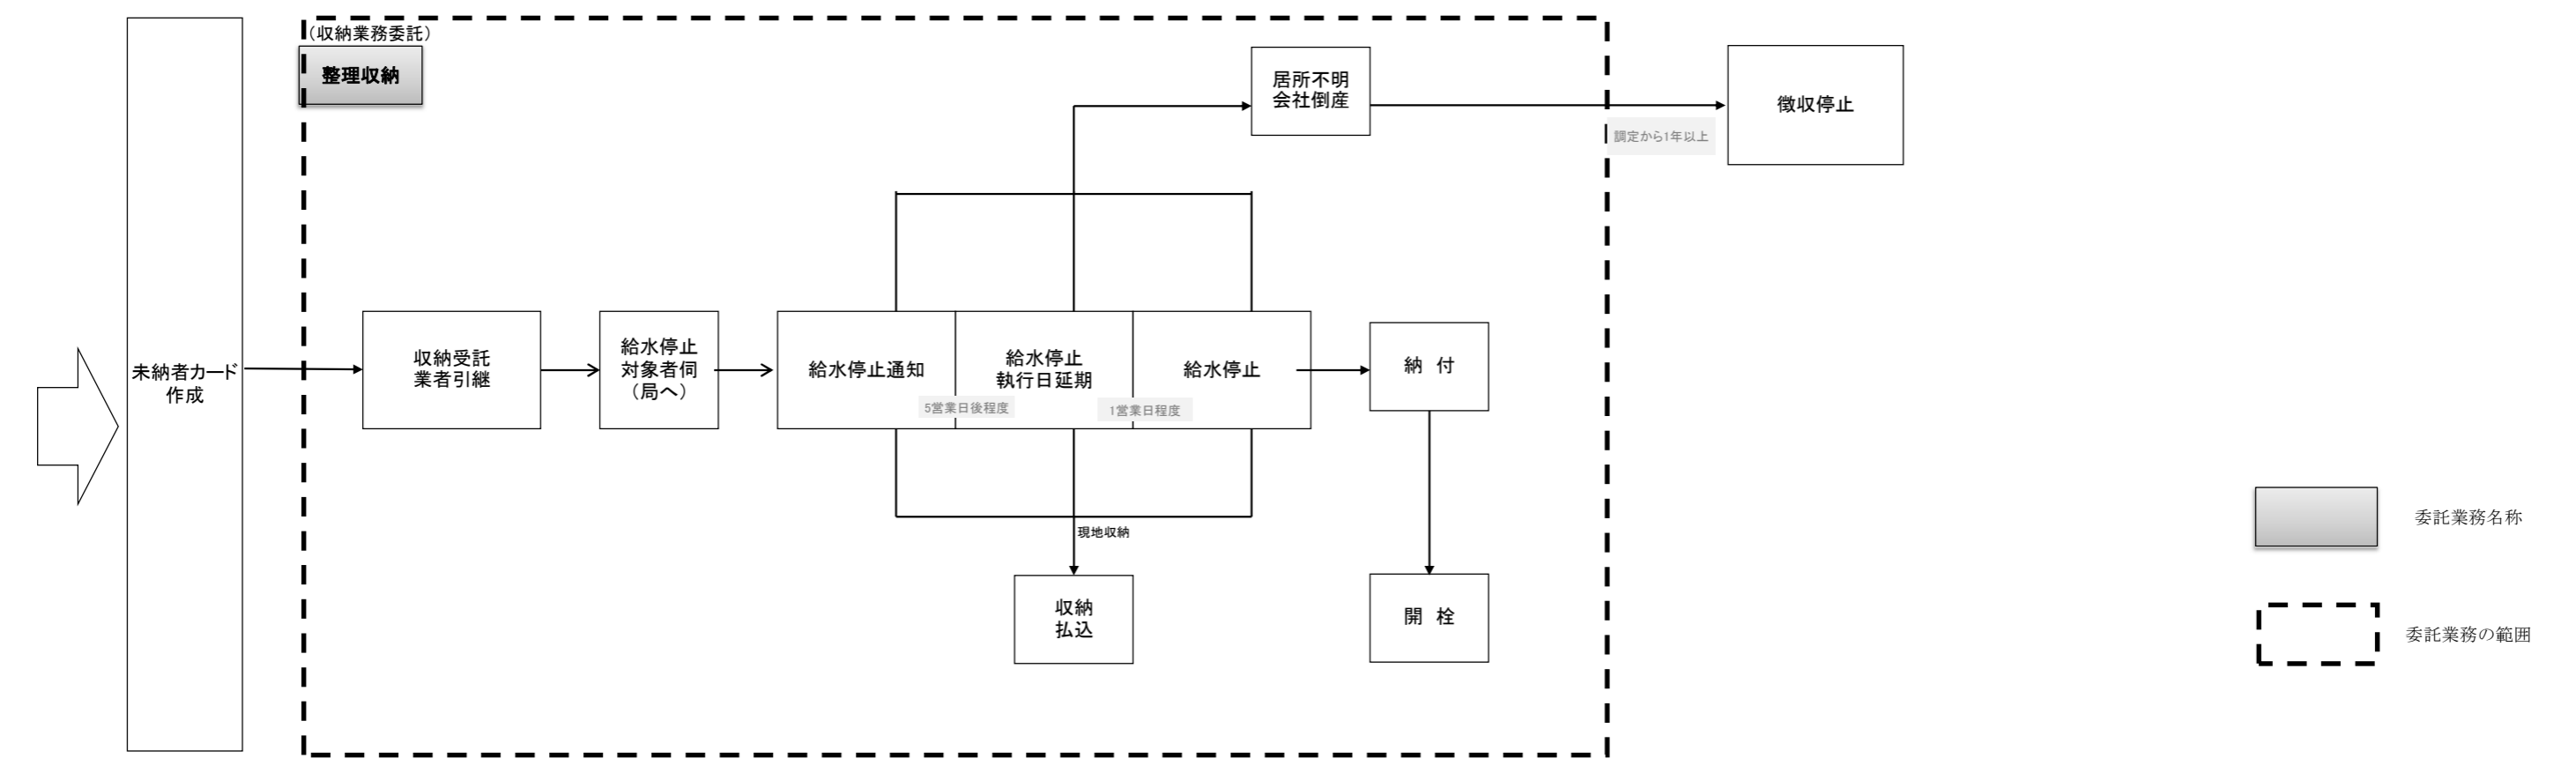 （収納業務委託）
整理収納
居所不明
会社倒産
徴収停止
調定から1年以上
未納者カード
作成
収納受託
業者引継
給水停止
対象者伺
（局へ）
給水停止通知
5営業日後程度
給水停止
執行日延期
1営業日程度
給水停止
納　付
現地収納
収納
払込
開　栓
委託業務名称
委託業務の範囲